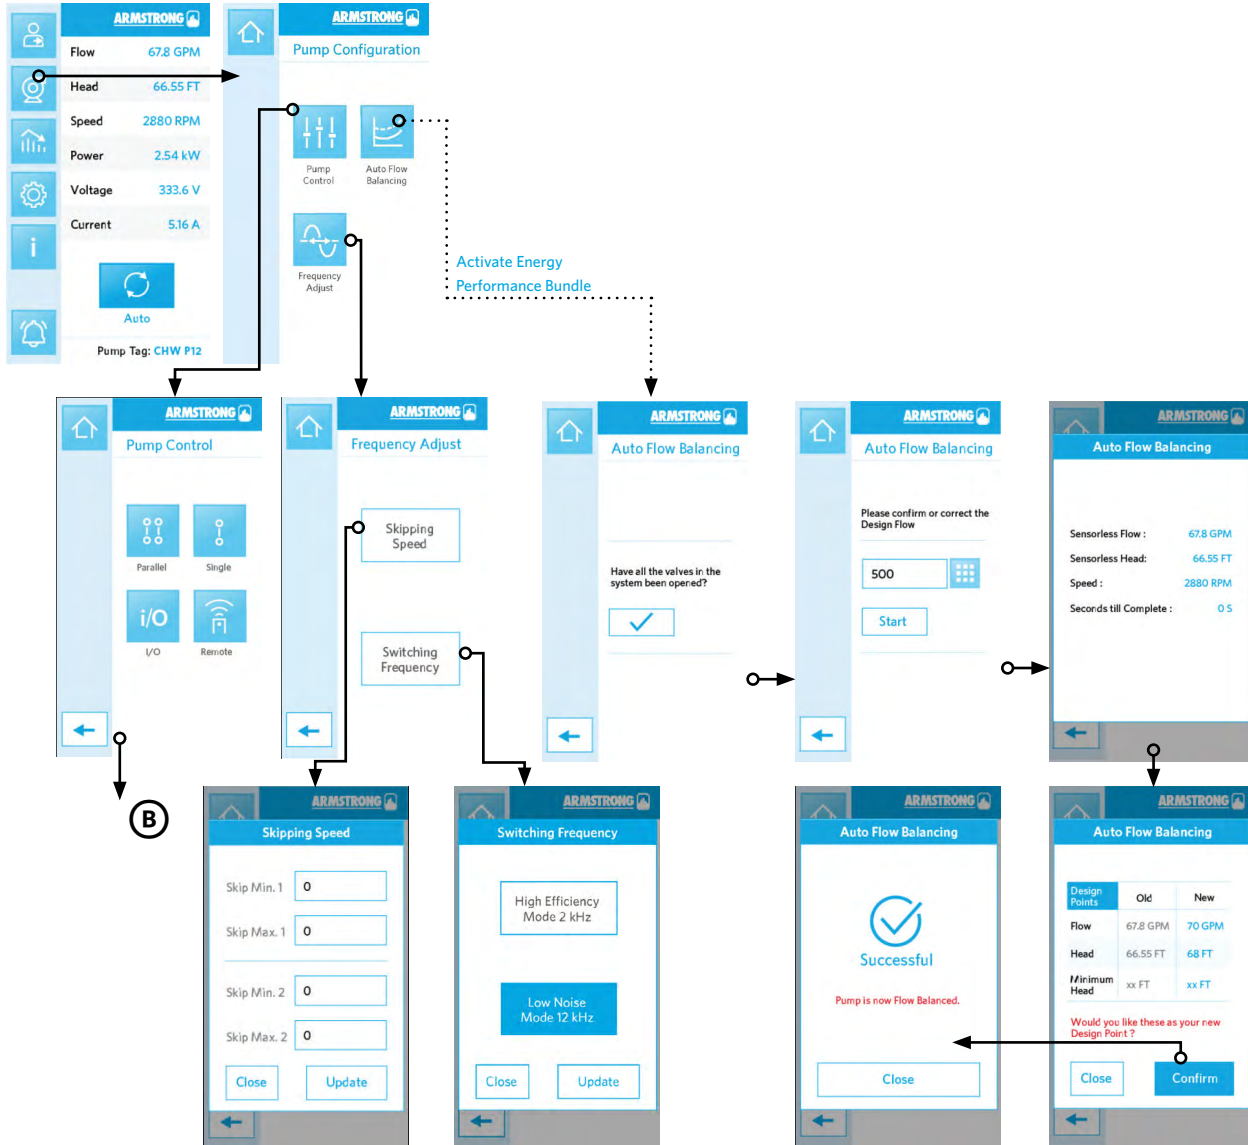 ARMSTRONG
Flow 67.8 GPM
Head 66.55 FT
Speed 2880 RPM
Power 2.54 kW
Voltage 333.6 V
Current 5.16 A
i
Auto
Pump Tag: CHW P12
ARMSTRONG
Pump Configuration
Pump
Control
Auto Flow
Balancing
Frequency
Adjust
Activate Energy
Performance Bundle
ARMSTRONG
Pump Control
Parallel
Single
i/O
I/O
Remote
B
ARMSTRONG
Frequency Adjust
Skipping
Speed
Switching
Frequency
ARMSTRONG
Auto Flow Balancing
Have all the valves in the
system been opened?
ARMSTRONG
Auto Flow Balancing
Please confirm or correct the
Design Flow
500
Start
ARMSTRONG
Auto Flow Balancing
Sensorless Flow : 67.8 GPM
Sensorless Head: 66.55 FT
Speed : 2880 RPM
Seconds till Complete : 0 S
ARMSTRONG
Skipping Speed
Skip Min. 1 0
Skip Max. 1 0
Skip Min. 2 0
Skip Max. 2 0
Close Update
ARMSTRONG
Switching Frequency
High Efficiency
Mode 2 kHz
Low Noise
Mode 12 kHz
Close Update
ARMSTRONG
Auto Flow Balancing
Successful
Pump is now Flow Balanced.
Close
ARMSTRONG
Auto Flow Balancing
Design
Points
Old New
Flow 67.8 GPM 70 GPM
Head 66.55 FT 68 FT
Minimum
Head
xx FT xx FT
Would you like these as your new
Design Point ?
Close Confirm